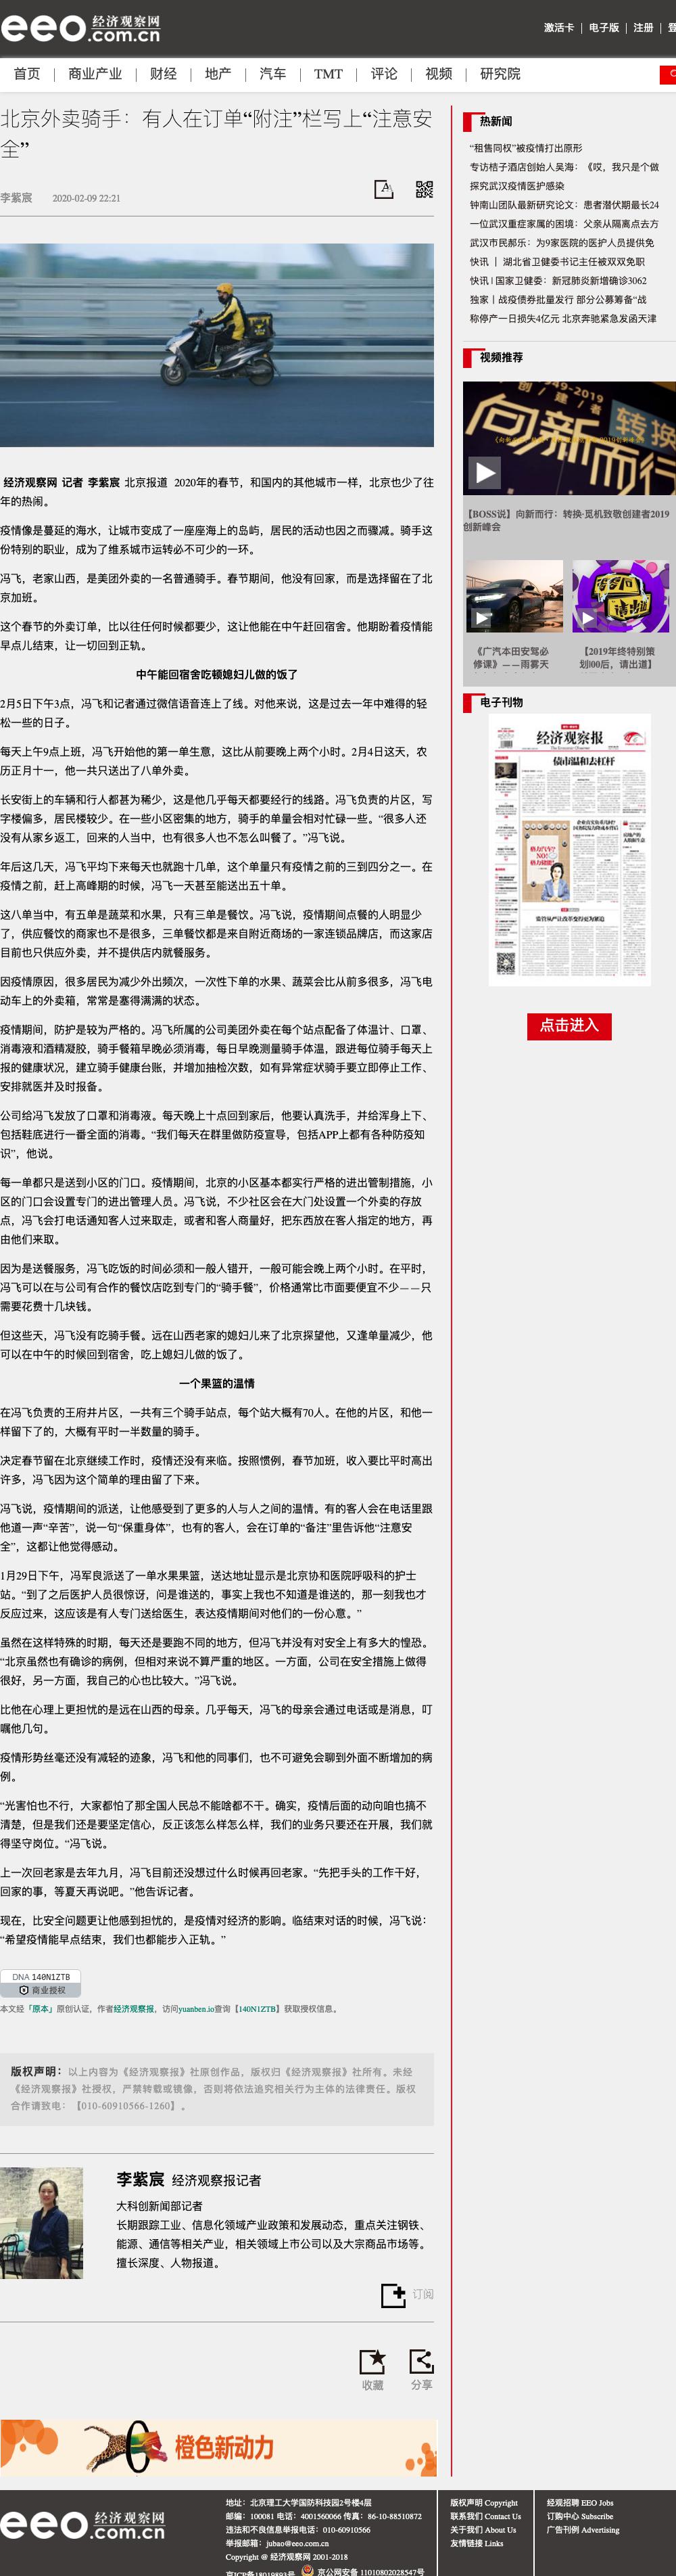 eeo 经济观察网
.com.cn
激活卡 | 电子版 | 注册 |
首页 | 商业产业 | 财经 | 地产 | 汽车 | TMT | 评论 | 视频 | 研究院
北京外卖骑手：有人在订单“附注”栏写上“注意安
全”
李紫宸 2020-02-09 22:21
经济观察网 记者 李紫宸 北京报道 2020年的春节，和国内的其他城市一样，北京也少了往
年的热闹。
疫情像是蔓延的海水，让城市变成了一座座海上的岛屿，居民的活动也因之而骤减。骑手这
份特别的职业，成为了维系城市运转必不可少的一环。
冯飞，老家山西，是美团外卖的一名普通骑手。春节期间，他没有回家，而是选择留在了北
京加班。
这个春节的外卖订单，比以往任何时候都要少，这让他能在中午赶回宿舍。他期盼着疫情能
早点儿结束，让一切回到正轨。
中午能回宿舍吃顿媳妇儿做的饭了
2月5日下午3点，冯飞和记者通过微信语音连上了线。对他来说，这是过去一年中难得的轻
松一些的日子。
每天上午9点上班，冯飞开始他的第一单生意，这比从前要晚上两个小时。2月4日这天，农
历正月十一，他一共只送出了八单外卖。
长安街上的车辆和行人都甚为稀少，这是他几乎每天都要经行的线路。冯飞负责的片区，写
字楼偏多，居民楼较少。在一些小区密集的地方，骑手的单量会相对忙碌一些。“很多人还
没有从家乡返工，回来的人当中，也有很多人也不怎么叫餐了。”冯飞说。
年后这几天，冯飞平均下来每天也就跑十几单，这个单量只有疫情之前的三到四分之一。在
疫情之前，赶上高峰期的时候，冯飞一天甚至能送出五十单。
这八单当中，有五单是蔬菜和水果，只有三单是餐饮。冯飞说，疫情期间点餐的人明显少
了，供应餐饮的商家也不是很多，三单餐饮都是来自附近商场的一家连锁品牌店，而这家店
目前也只供应外卖，并不提供店内就餐服务。
因疫情原因，很多居民为减少外出频次，一次性下单的水果、蔬菜会比从前多很多，冯飞电
动车上的外卖箱，常常是塞得满满的状态。
疫情期间，防护是较为严格的。冯飞所属的公司美团外卖在每个站点配备了体温计、口罩、
消毒液和酒精凝胶，骑手餐箱早晚必须消毒，每日早晚测量骑手体温，跟进每位骑手每天上
报的健康状况，建立骑手健康台账，并增加抽检次数，如有异常症状骑手要立即停止工作、
安排就医并及时报备。
公司给冯飞发放了口罩和消毒液。每天晚上十点回到家后，他要认真洗手，并给浑身上下、
包括鞋底进行一番全面的消毒。“我们每天在群里做防疫宣导，包括APP上都有各种防疫知
识”，他说。
每一单都只是送到小区的门口。疫情期间，北京的小区基本都实行严格的进出管制措施，小
区的门口会设置专门的进出管理人员。冯飞说，不少社区会在大门处设置一个外卖的存放
点，冯飞会打电话通知客人过来取走，或者和客人商量好，把东西放在客人指定的地方，再
由他们来取。
因为是送餐服务，冯飞吃饭的时间必须和一般人错开，一般可能会晚上两个小时。在平时，
冯飞可以在与公司有合作的餐饮店吃到专门的“骑手餐”，价格通常比市面要便宜不少——只
需要花费十几块钱。
但这些天，冯飞没有吃骑手餐。远在山西老家的媳妇儿来了北京探望他，又逢单量减少，他
可以在中午的时候回到宿舍，吃上媳妇儿做的饭了。
一个果篮的温情
在冯飞负责的王府井片区，一共有三个骑手站点，每个站大概有70人。在他的片区，和他一
样留下了的，大概有平时一半数量的骑手。
决定春节留在北京继续工作时，疫情还没有来临。按照惯例，春节加班，收入要比平时高出
许多，冯飞因为这个简单的理由留了下来。
冯飞说，疫情期间的派送，让他感受到了更多的人与人之间的温情。有的客人会在电话里跟
他道一声“辛苦”，说一句“保重身体”，也有的客人，会在订单的“备注”里告诉他“注意安
全”，这都让他觉得感动。
1月29日下午，冯军良派送了一单水果果篮，送达地址显示是北京协和医院呼吸科的护士
站。“到了之后医护人员很惊讶，问是谁送的，事实上我也不知道是谁送的，那一刻我也才
反应过来，这应该是有人专门送给医生，表达疫情期间对他们的一份心意。”
虽然在这样特殊的时期，每天还是要跑不同的地方，但冯飞并没有对安全上有多大的惶恐。
“北京虽然也有确诊的病例，但相对来说不算严重的地区。一方面，公司在安全措施上做得
很好，另一方面，我自己的心也比较大。”冯飞说。
比他在心理上更担忧的是远在山西的母亲。几乎每天，冯飞的母亲会通过电话或是消息，叮
嘱他几句。
疫情形势丝毫还没有减轻的迹象，冯飞和他的同事们，也不可避免会聊到外面不断增加的病
例。
“光害怕也不行，大家都怕了那全国人民总不能啥都不干。确实，疫情后面的动向咱也搞不
清楚，但是我们还是要坚定信心，反正该怎么样怎么样，我们的业务只要还在开展，我们就
得坚守岗位。“冯飞说。
上一次回老家是去年九月，冯飞目前还没想过什么时候再回老家。“先把手头的工作干好，
回家的事，等夏天再说吧。”他告诉记者。
现在，比安全问题更让他感到担忧的，是疫情对经济的影响。临结束对话的时候，冯飞说：
“希望疫情能早点结束，我们也都能步入正轨。”
DNA 140N1ZTB
商业授权
本文经「原本」原创认证，作者经济观察报，访问yuanben.io查询【140N1ZTB】获取授权信息。
版权声明：以上内容为《经济观察报》社原创作品，版权归《经济观察报》社所有。未经
《经济观察报》社授权，严禁转载或镜像，否则将依法追究相关行为主体的法律责任。版权
合作请致电：【010-60910566-1260】。
李紫宸 经济观察报记者
大科创新闻部记者
长期跟踪工业、信息化领域产业政策和发展动态，重点关注钢铁、
能源、通信等相关产业，相关领域上市公司以及大宗商品市场等。
擅长深度、人物报道。
订阅
收藏 分享
橙色新动力
热新闻
“租售同权”被疫情打出原形
专访桔子酒店创始人吴海：《哎，我只是个做
探究武汉疫情医护感染
钟南山团队最新研究论文：患者潜伏期最长24
一位武汉重症家属的困境：父亲从隔离点去方
武汉市民郝乐：为9家医院的医护人员提供免
快讯 | 湖北省卫健委书记主任被双双免职
快讯 | 国家卫健委：新冠肺炎新增确诊3062
独家丨战疫债券批量发行 部分公募筹备“战
称停产一日损失4亿元 北京奔驰紧急发函天津
视频推荐
【BOSS说】向新而行：转换·觅机致敬创建者2019
创新峰会
《广汽本田安驾必
修课》——雨雾天
【2019年终特别策
划|00后，请出道】
电子刊物
经济观察报
债市温和去杠杆
点击进入
eeo 经济观察网
.com.cn
地址：北京理工大学国防科技园2号楼4层
邮编：100081 电话：4001560066 传真：86-10-88510872
违法和不良信息举报电话：010-60910566
举报邮箱：jubao@eeo.com.cn
Copyright @ 经济观察网 2001-2018
京ICP备18019893号 京公网安备 11010802028547号
版权声明 Copyright
联系我们 Contact Us
关于我们 About Us
友情链接 Links
经观招聘 EEO Jobs
订购中心 Subscribe
广告刊例 Advertising